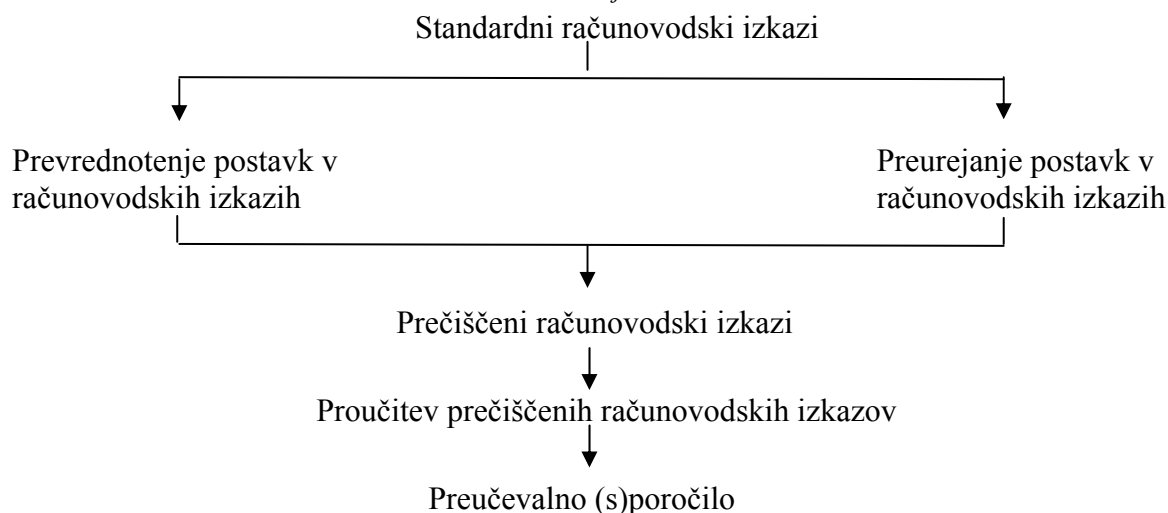 Standardni računovodski izkazi
Prevrednotenje postavk v
računovodskih izkazih
Preurejanje postavk v
računovodskih izkazih
Prečiščeni računovodski izkazi
Proučitev prečiščenih računovodskih izkazov
Preučevalno (s)poročilo